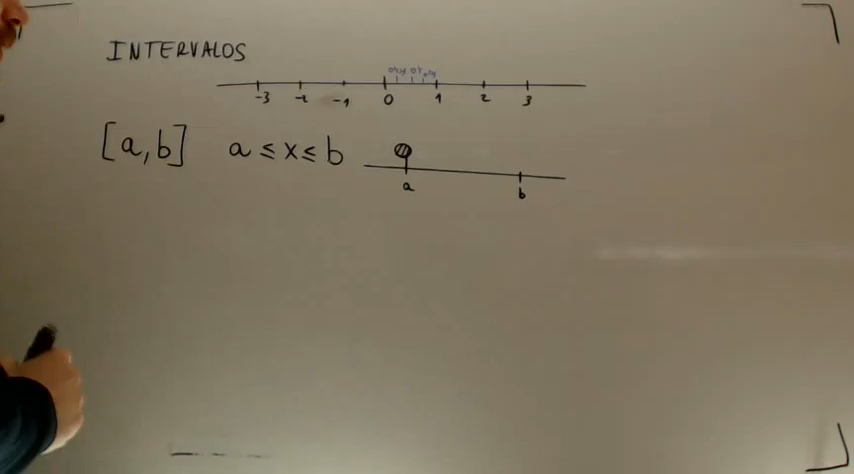 INTERVALOS
-3 -2 -1 0 1 2 3
[a,b] a ≤ x ≤ b
a b